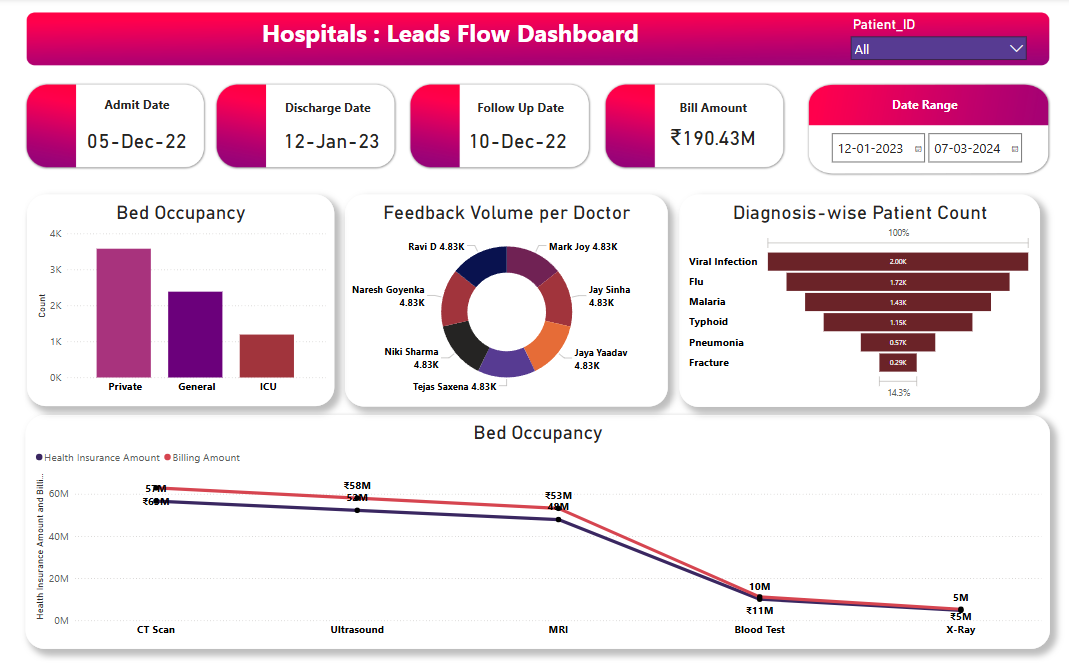 Hospitals : Leads Flow Dashboard
Patient_ID
All
Admit Date
05-Dec-22
Discharge Date
12-Jan-23
Follow Up Date
10-Dec-22
Bill Amount
₹190.43M
Date Range
12-01-2023
07-03-2024
Bed Occupancy
4K
3K
2K
1K
0K
Count
Private
General
ICU
Feedback Volume per Doctor
Ravi D 4.83K
Mark Joy 4.83K
Naresh Goyenka
4.83K
Jay Sinha
4.83K
Niki Sharma
4.83K
Jaya Yaadav
4.83K
Tejas Saxena 4.83K
Diagnosis-wise Patient Count
100%
Viral Infection 2.00K
Flu 1.72K
Malaria 1.43K
Typhoid 1.15K
Pneumonia 0.57K
Fracture 0.29K
14.3%
Bed Occupancy
Health Insurance Amount
Billing Amount
Health Insurance Amount and Billi...
60M
40M
20M
0M
57M
₹58M
52M
₹53M
48M
10M
₹11M
5M
₹5M
CT Scan
Ultrasound
MRI
Blood Test
X-Ray